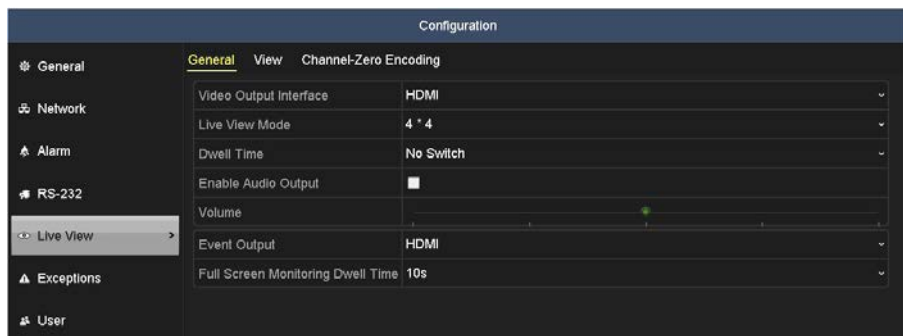 Configuration
General
Network
Alarm
RS-232
Live View
Exceptions
User
General View Channel-Zero Encoding
Video Output Interface HDMI
Live View Mode 4 * 4
Dwell Time No Switch
Enable Audio Output
Volume
Event Output HDMI
Full Screen Monitoring Dwell Time 10s